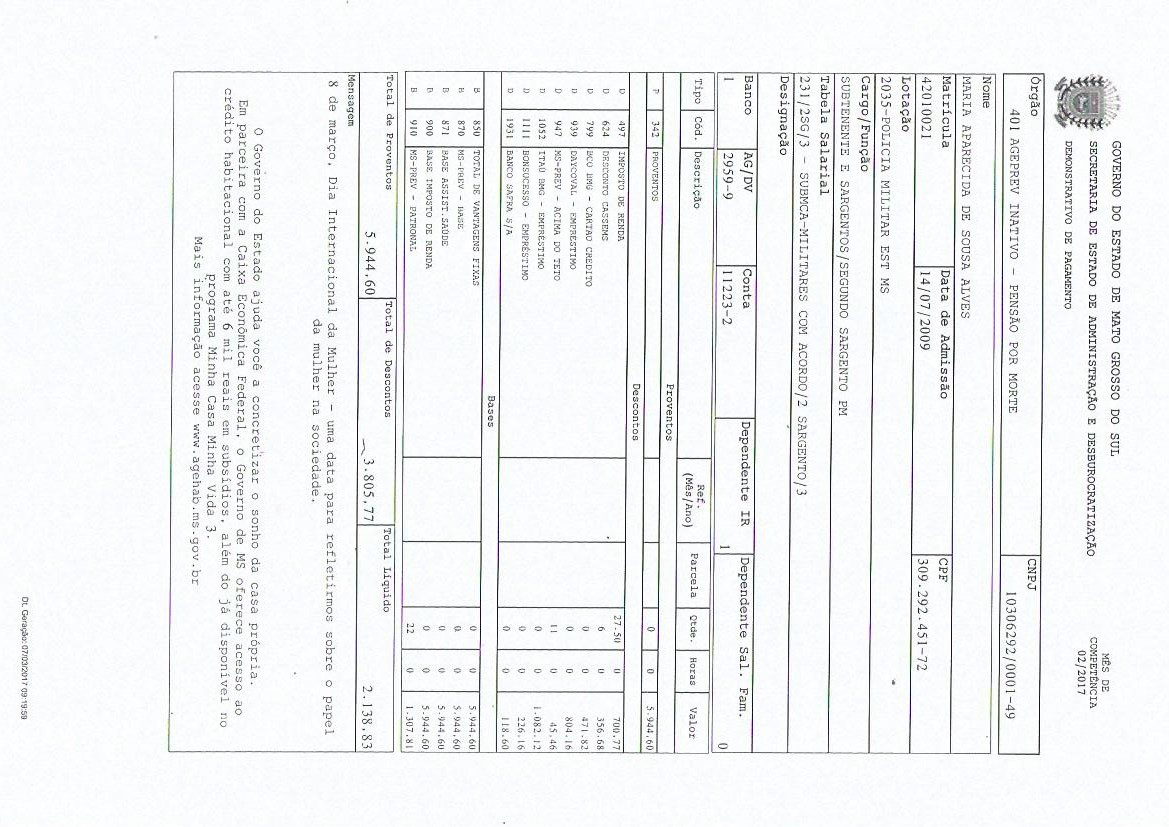 GOVERNO DO ESTADO DE MATO GROSSO DO SUL
SECRETARIA DE ESTADO DE ADMINISTRAÇÃO E DESBUROCRATIZAÇÃO
DEMONSTRATIVO DE PAGAMENTO
MÊS DE
COMPETÊNCIA
02/2017
Órgão CNPJ
401 AGEPREV INATIVO - PENSÃO POR MORTE 10306292/0001-49
Nome
MARIA APARECIDA DE SOUSA ALVES
Matrícula Data de Admissão CPF
42010021 14/07/2009 309.292.451-72
Lotação
2035-POLICIA MILITAR EST MS
Cargo/Função
SUBTENENTE E SARGENTOS/SEGUNDO SARGENTO PM
Tabela Salarial
231/2SG/3 - SUBMCA-MILITARES COM ACORDO/2 SARGENTO/3
Designação
Banco AG/DV Conta Dependente IR Dependente Sal. Fam.
1 2959-9 11223-2 1 0
Tipo Cód. Descrição Ref. (Mês/Ano) Parcela Qtde. Horas Valor
Proventos
P 342 PROVENTOS 0 0 5.944,60
Descontos
D 497 IMPOSTO DE RENDA 27.50 0 700,77
D 624 DESCONTO CASSEMS 6 0 356,68
D 799 BCO BMG - CARTAO CREDITO 0 0 471,82
D 939 DAYCOVAL - EMPRÉSTIMO 0 0 804,16
D 947 MS-PREV - ACIMA DO TETO 11 0 45,46
D 1052 ITAÚ BMG - EMPRÉSTIMO 0 0 1.082,12
D 1111 BONSUCESSO - EMPRÉSTIMO 0 0 226,16
D 1931 BANCO SAFRA S/A 0 0 118,60
Bases
B 850 TOTAL DE VANTAGENS FIXAS 0 0 5.944,60
B 870 MS-PREV - BASE 0 0 5.944,60
B 871 BASE ASSIST.SAÚDE 0 0 5.944,60
B 900 BASE IMPOSTO DE RENDA 0 0 5.944,60
B 910 MS-PREV - PATRONAL 22 0 1.307,81
Total de Proventos Total de Descontos Total Líquido
5.944,60 3.805,77 2.138,83
Mensagem
8 de março, Dia Internacional da Mulher - uma data para refletirmos sobre o papel
da mulher na sociedade.
O Governo do Estado ajuda você a concretizar o sonho da casa própria.
Em parceira com a Caixa Econômica Federal, o Governo de MS oferece acesso ao
crédito habitacional com até 6 mil reais em subsídios, além do já disponível no
programa Minha Casa Minha Vida 3.
Mais informação acesse www.agehab.ms.gov.br
Dt. Geração: 07/03/2017 09:19:59